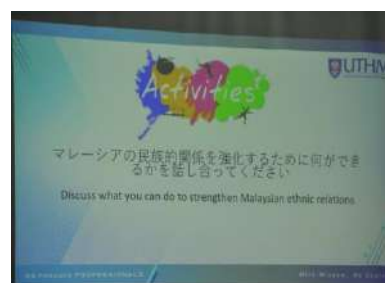 Activities
UTHM
マレーシアの民族的関係を強化するために何ができ
るかを話し合ってください
Discuss what you can do to strengthen Malaysian ethnic relations